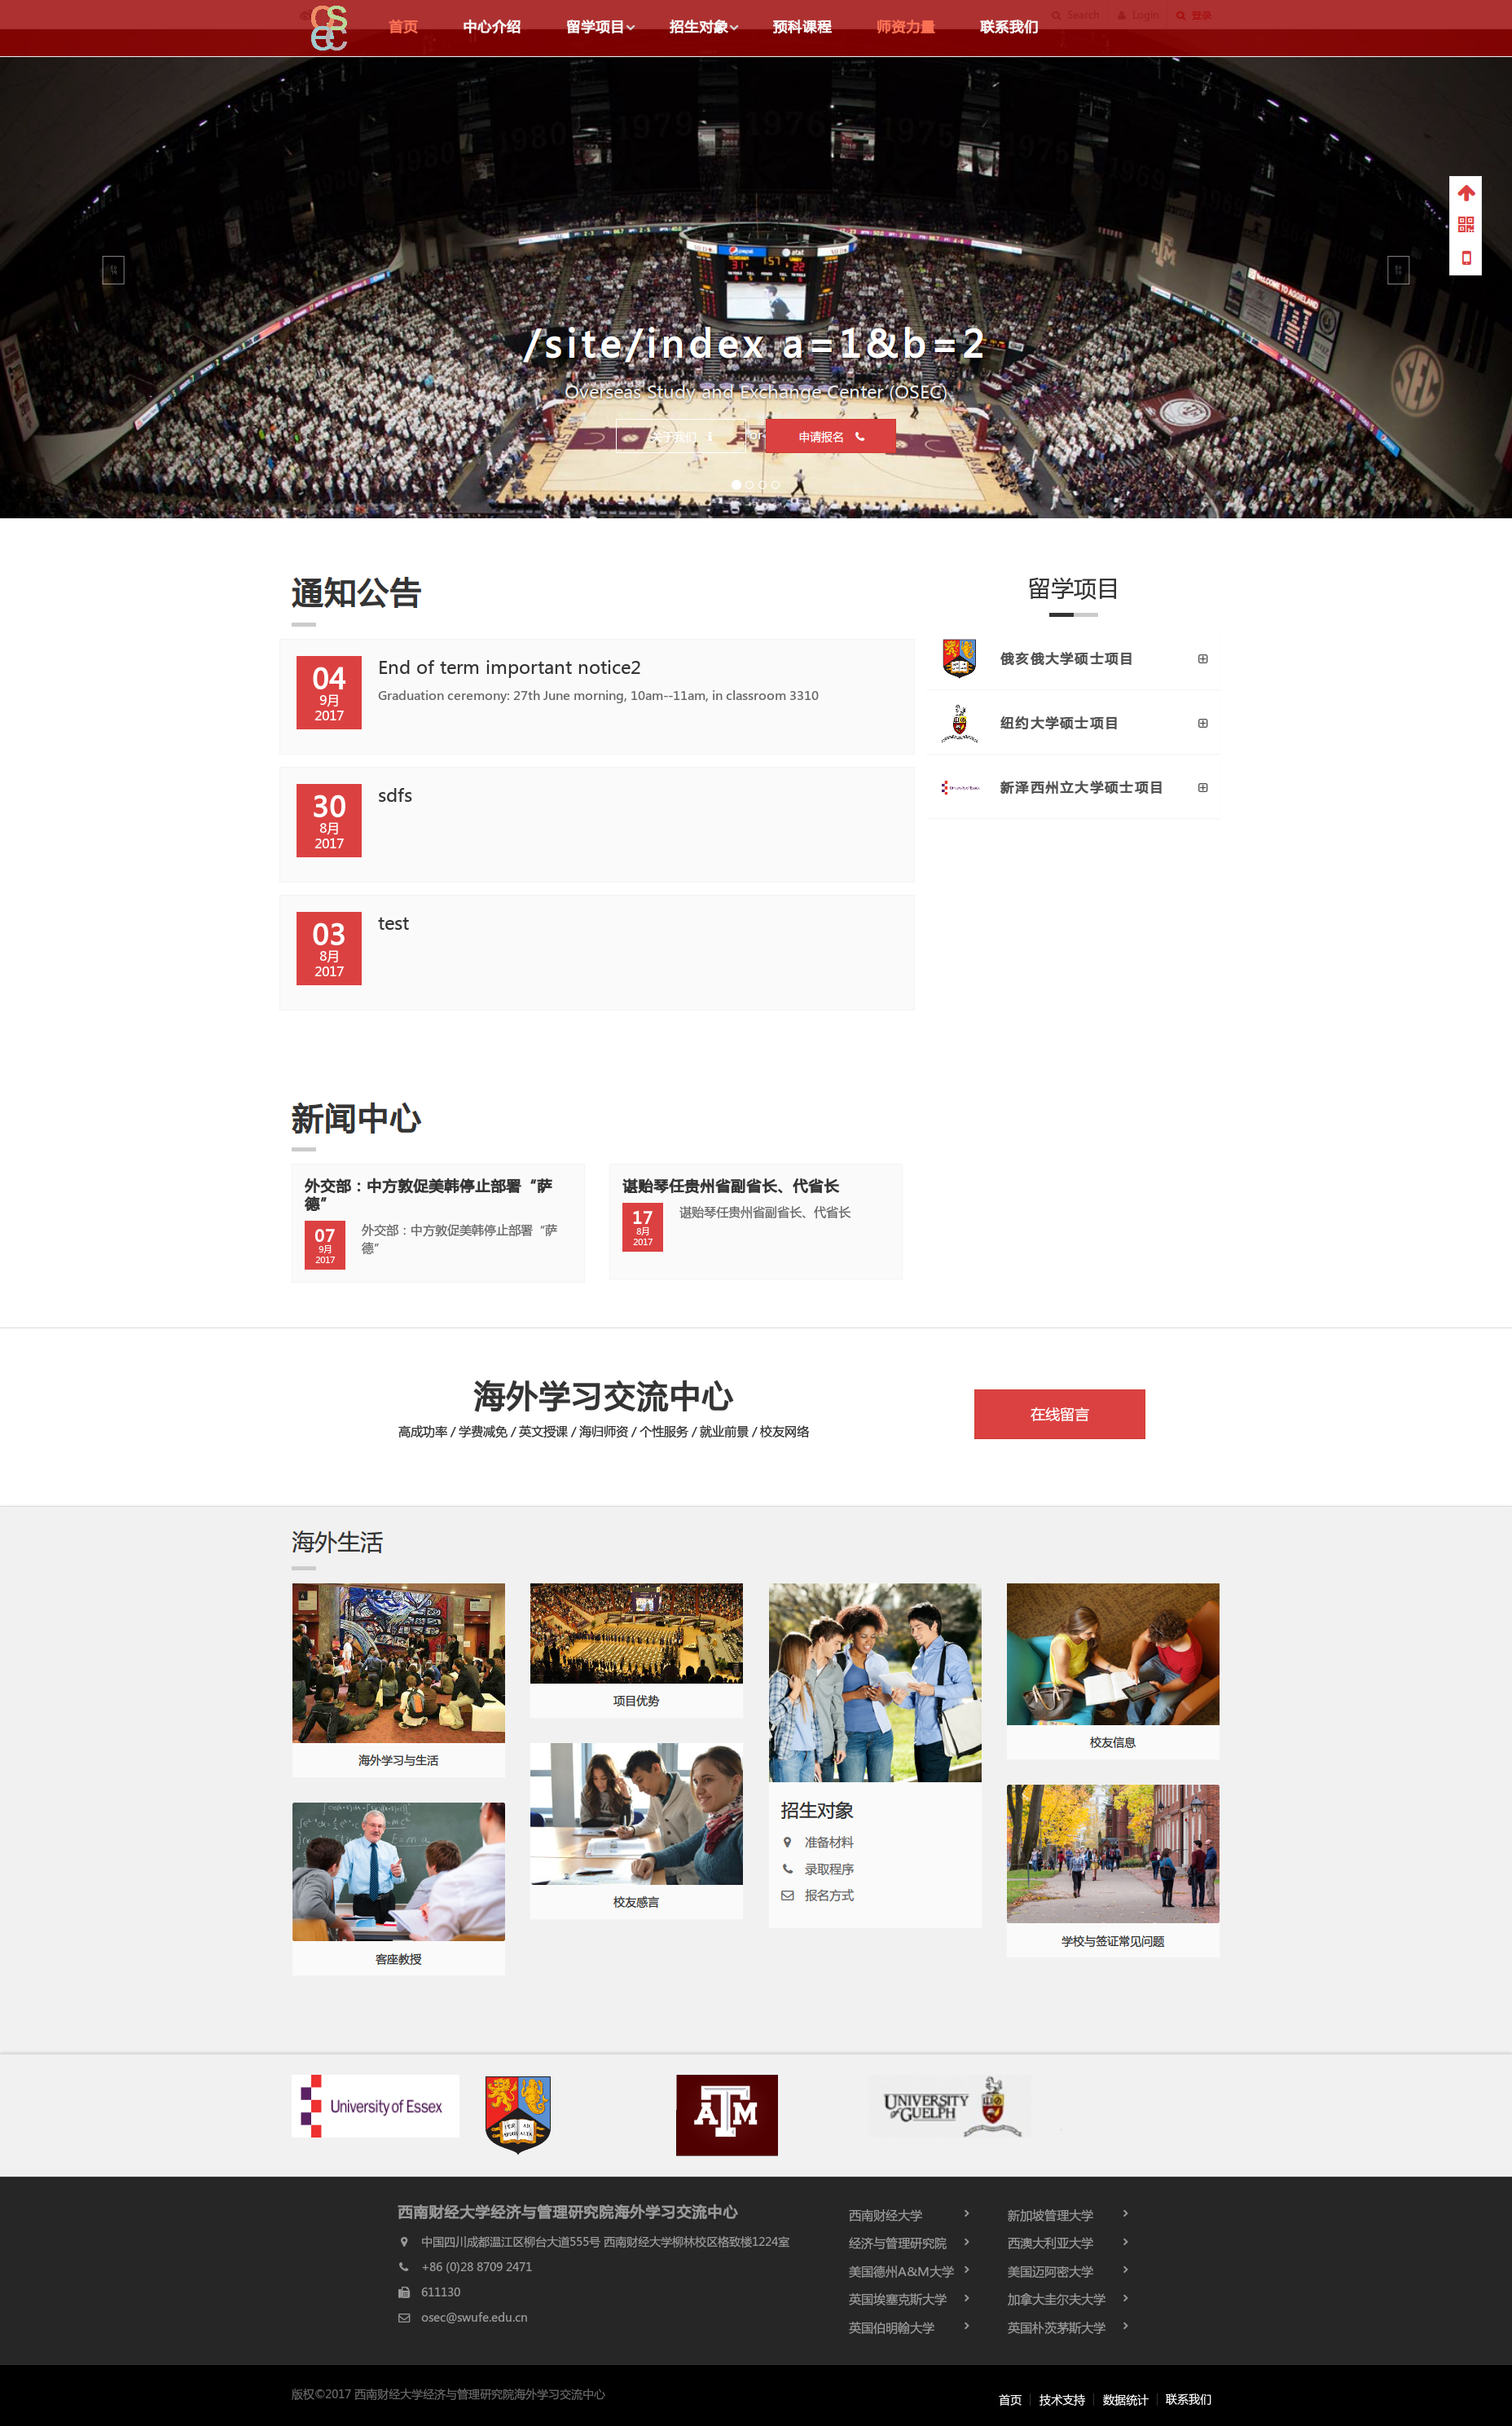 首页 中心介绍 留学项目 招生对象 预科课程 师资力量 联系我们
Search Login 登录
1980 1980 1979 1976 1975 1975 1969
pepsi at&t
WELCOME TO AGGIELAND
SEC
/site/index a=1&b=2
Overseas Study and Exchange Center (OSEC)
关于我们 or 申请报名
通知公告
04
9月
2017
End of term important notice2
Graduation ceremony: 27th June morning, 10am--11am, in classroom 3310
30
8月
2017
sdfs
03
8月
2017
test
留学项目
俄亥俄大学硕士项目
纽约大学硕士项目
新泽西州立大学硕士项目
新闻中心
外交部：中方敦促美韩停止部署“萨
德”
07
9月
2017
外交部：中方敦促美韩停止部署“萨
德”
谌贻琴任贵州省副省长、代省长
17
8月
2017
谌贻琴任贵州省副省长、代省长
海外学习交流中心
高成功率 / 学费减免 / 英文授课 / 海归师资 / 个性服务 / 就业前景 / 校友网络
在线留言
海外生活
海外学习与生活
客座教授
项目优势
校友感言
招生对象
准备材料
录取程序
报名方式
校友信息
学校与签证常见问题
University of Essex
ATM
UNIVERSITY
OF GUELPH
西南财经大学经济与管理研究院海外学习交流中心
中国四川成都温江区柳台大道555号 西南财经大学柳林校区格致楼1224室
+86 (0)28 8709 2471
611130
osec@swufe.edu.cn
西南财经大学
经济与管理研究院
美国德州A&M大学
英国埃塞克斯大学
英国伯明翰大学
新加坡管理大学
西澳大利亚大学
美国迈阿密大学
加拿大圭尔夫大学
英国朴茨茅斯大学
版权©2017 西南财经大学经济与管理研究院海外学习交流中心
首页 技术支持 数据统计 联系我们